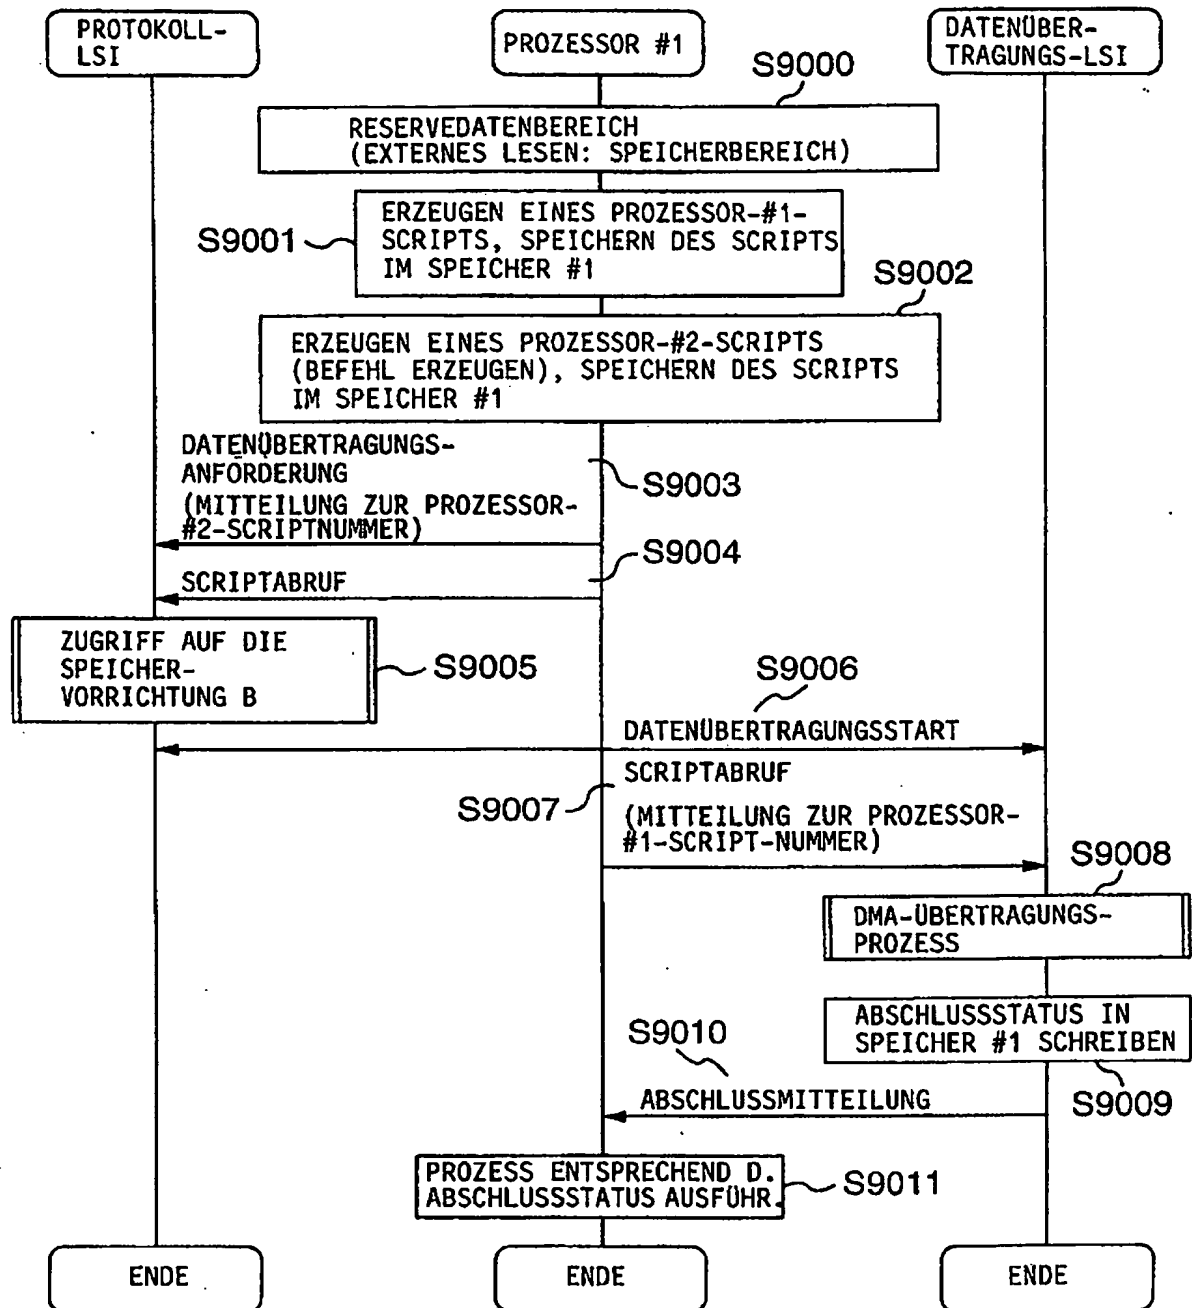 PROTOKOLL-
LSI
PROZESSOR #1
DATENÜBER-
TRAGUNGS-LSI
S9000
RESERVEDATENBEREICH
(EXTERNES LESEN: SPEICHERBEREICH)
S9001
ERZEUGEN EINES PROZESSOR-#1-
SCRIPTS, SPEICHERN DES SCRIPTS
IM SPEICHER #1
S9002
ERZEUGEN EINES PROZESSOR-#2-SCRIPTS
(BEFEHL ERZEUGEN), SPEICHERN DES SCRIPTS
IM SPEICHER #1
DATENÜBERTRAGUNGS-
ANFORDERUNG
(MITTEILUNG ZUR PROZESSOR-
#2-SCRIPTNUMMER)
S9003
S9004
SCRIPTABRUF
ZUGRIFF AUF DIE
SPEICHER-
VORRICHTUNG B
S9005
S9006
DATENÜBERTRAGUNGSSTART
SCRIPTABRUF
S9007
(MITTEILUNG ZUR PROZESSOR-
#1-SCRIPT-NUMMER)
S9008
DMA-ÜBERTRAGUNGS-
PROZESS
ABSCHLUSSSTATUS IN
SPEICHER #1 SCHREIBEN
S9009
S9010
ABSCHLUSSMITTEILUNG
PROZESS ENTSPRECHEND D.
ABSCHLUSSSTATUS AUSFÜHR.
S9011
ENDE
ENDE
ENDE